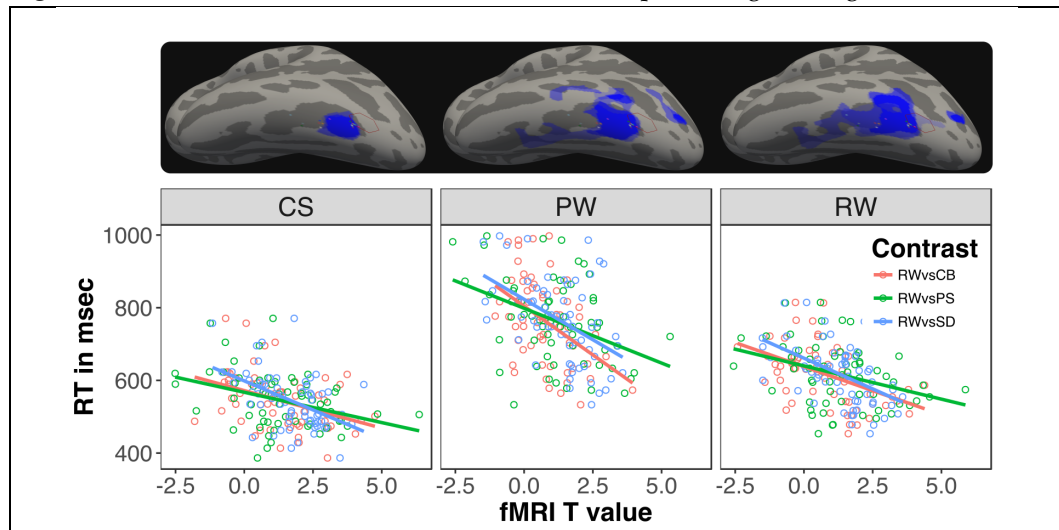 CS PW RW
1000
800
600
400
RT in msec
Contrast
RWvsCB
RWvsPS
RWvsSD
-2.5 0.0 2.5 5.0 -2.5 0.0 2.5 5.0 -2.5 0.0 2.5 5.0
fMRI T value